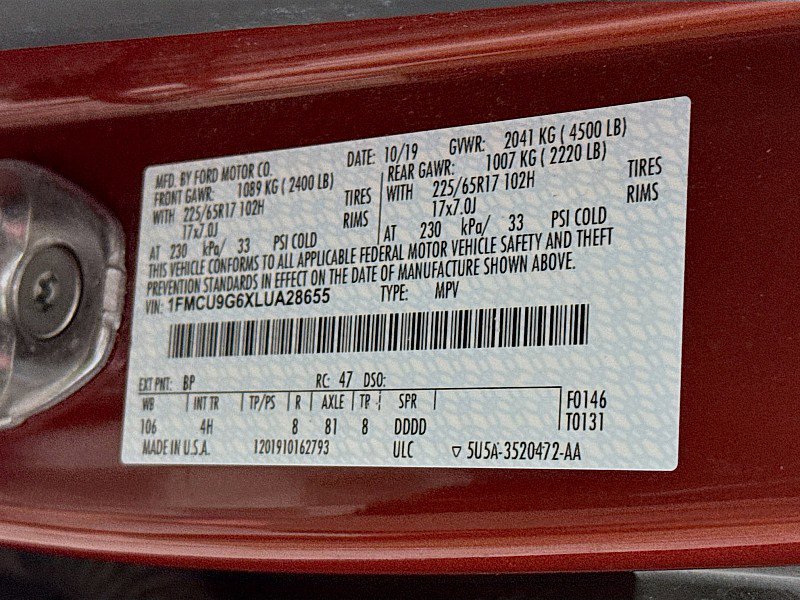 MFD. BY FORD MOTOR CO. DATE: 10/19 GVWR: 2041 KG ( 4500 LB)
FRONT GAWR: 1089 KG ( 2400 LB) REAR GAWR: 1007 KG ( 2220 LB)
WITH 225/65R17 102H TIRES WITH 225/65R17 102H TIRES
17x7.0J RIMS 17x7.0J RIMS
AT 230 kPa/ 33 PSI COLD AT 230 kPa/ 33 PSI COLD
THIS VEHICLE CONFORMS TO ALL APPLICABLE FEDERAL MOTOR VEHICLE SAFETY AND THEFT
PREVENTION STANDARDS IN EFFECT ON THE DATE OF MANUFACTURE SHOWN ABOVE.
VIN: 1FMCU9G6XLUA28655 TYPE: MPV
EXT PNT: BP RC: 47 DSO:
WB INT TR TP/PS R AXLE TR SPR F0146
106 4H 8 81 8 DDDD T0131
MADE IN U.S.A. 1201910162793 ULC ▽ 5U5A-3520472-AA